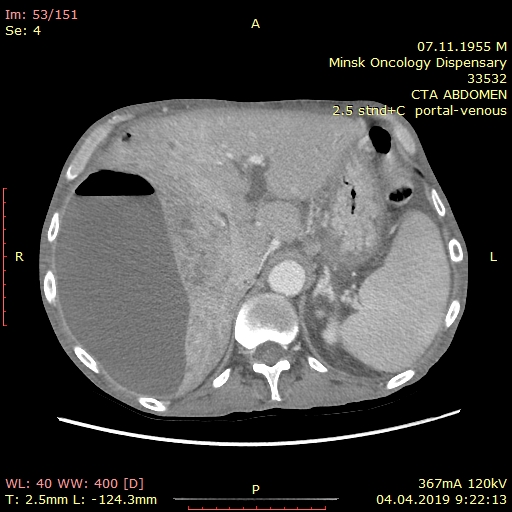 Im: 53/151
Se: 4
A
07.11.1955 M
Minsk Oncology Dispensary
33532
CTA ABDOMEN
2.5 stnd+C portal-venous
R
L
WL: 40 WW: 400 [D]
T: 2.5mm L: -124.3mm
P
367mA 120kV
04.04.2019 9:22:13